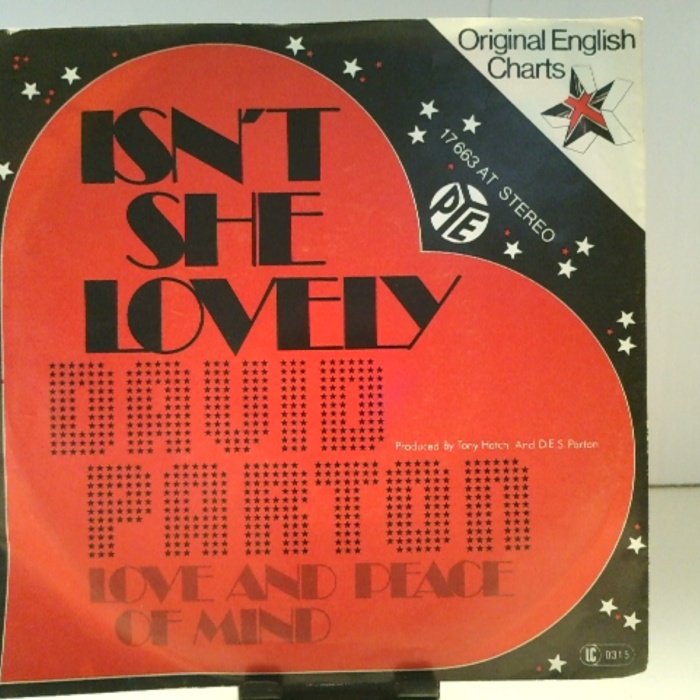 Original English
Charts
17 663 AT STEREO
PYE
ISN'T
SHE
LOVELY
DAVID
Produced By Tony Hatch And D.E.S. Parton
PARTON
LOVE AND PEACE
OF MIND
LC 0315